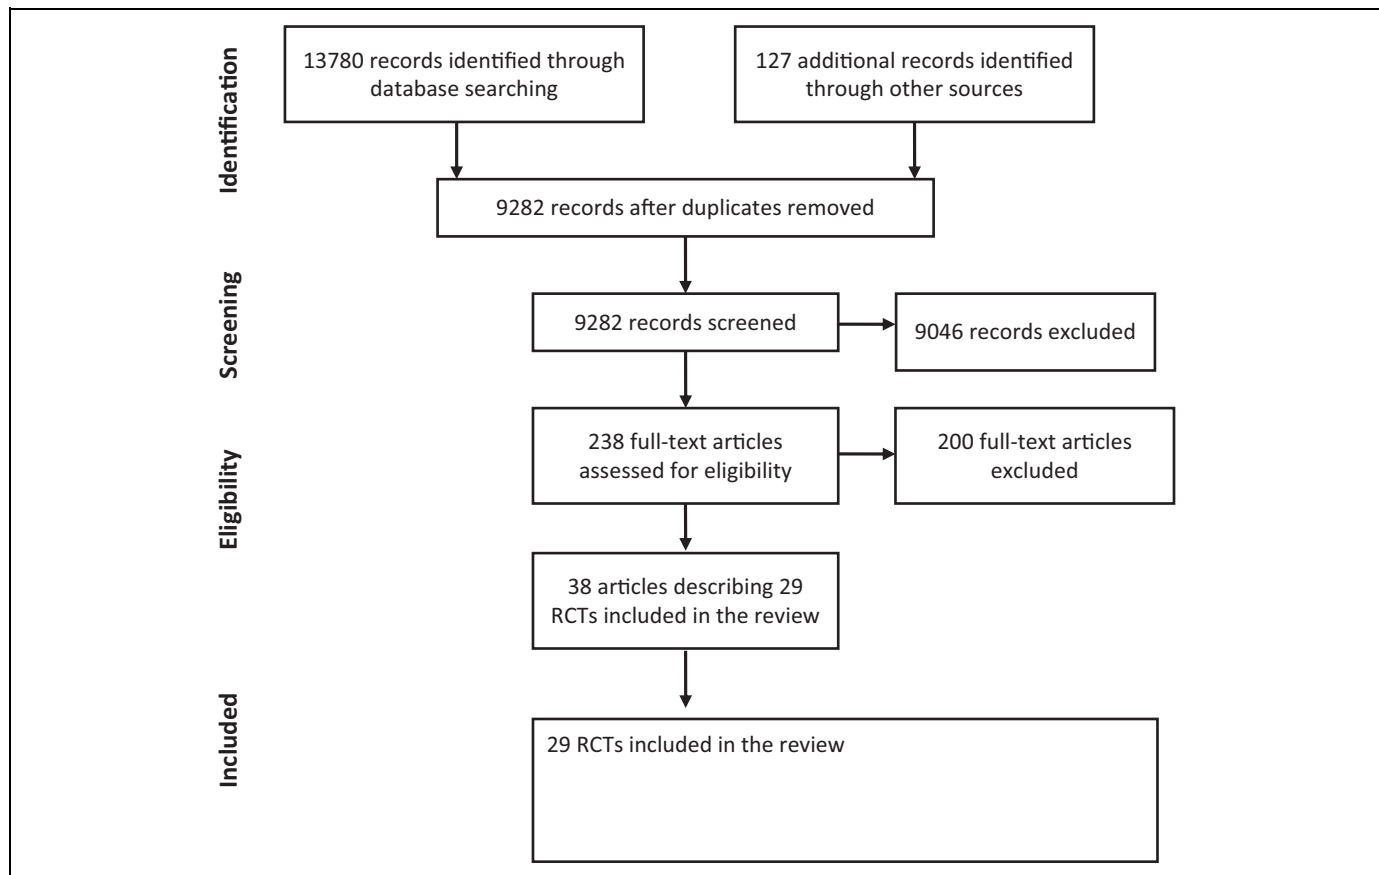 Identification
13780 records identified through
database searching
127 additional records identified
through other sources
9282 records after duplicates removed
Screening
9282 records screened
9046 records excluded
Eligibility
238 full-text articles
assessed for eligibility
200 full-text articles
excluded
38 articles describing 29
RCTs included in the review
Included
29 RCTs included in the review